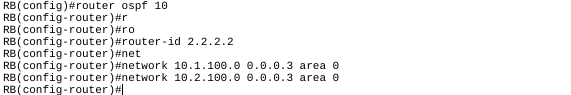 RB(config)#router ospf 10
RB(config-router)#r
RB(config-router)#ro
RB(config-router)#router-id 2.2.2.2
RB(config-router)#net
RB(config-router)#network 10.1.100.0 0.0.0.3 area 0
RB(config-router)#network 10.2.100.0 0.0.0.3 area 0
RB(config-router)#